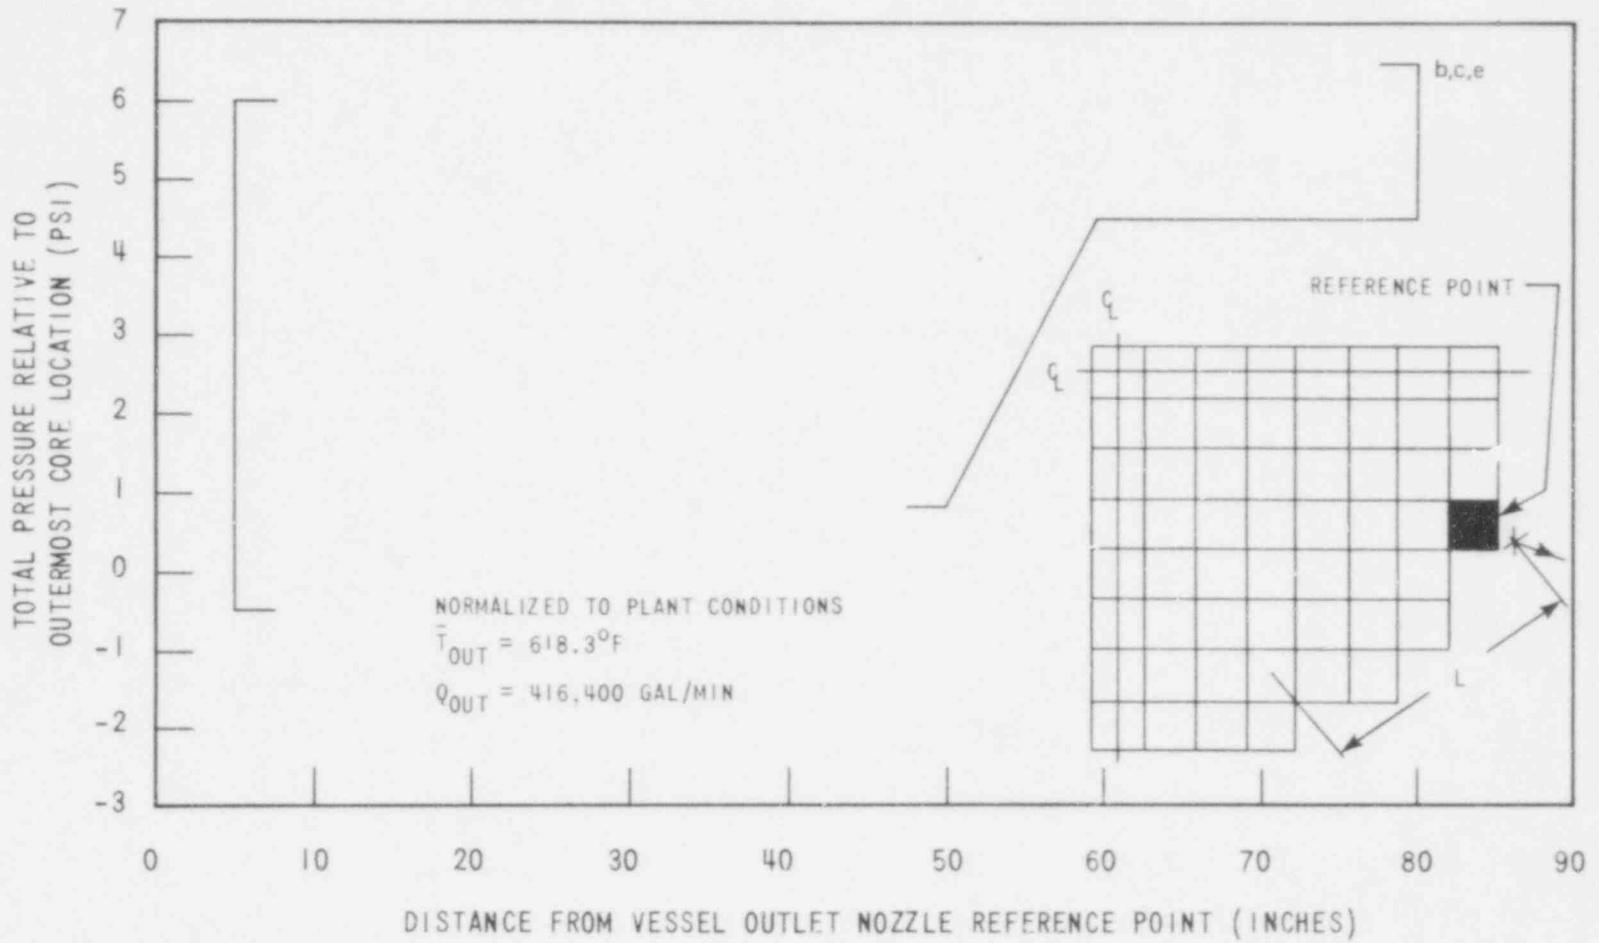 TOTAL PRESSURE RELATIVE TO
OUTERMOST CORE LOCATION (PSI)
7
6
5
4
3
2
1
0
-1
-2
-3
b,c,e
REFERENCE POINT
C̲L
C̲L
L
NORMALIZED TO PLANT CONDITIONS
T̄OUT = 618.3°F
QOUT = 416,400 GAL/MIN
0 10 20 30 40 50 60 70 80 90
DISTANCE FROM VESSEL OUTLET NOZZLE REFERENCE POINT (INCHES)